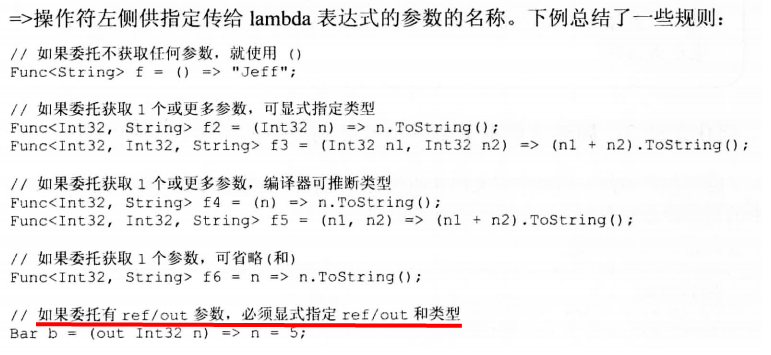 =>操作符左侧供指定传给 lambda 表达式的参数的名称。下例总结了一些规则：
// 如果委托不获取任何参数，就使用 ()
Func<String> f = () => "Jeff";
// 如果委托获取 1 个或更多参数，可显式指定类型
Func<Int32, String> f2 = (Int32 n) => n.ToString();
Func<Int32, Int32, String> f3 = (Int32 n1, Int32 n2) => (n1 + n2).ToString();
// 如果委托获取 1 个或更多参数，编译器可推断类型
Func<Int32, String> f4 = (n) => n.ToString();
Func<Int32, Int32, String> f5 = (n1, n2) => (n1 + n2).ToString();
// 如果委托获取 1 个参数，可省略(和)
Func<Int32, String> f6 = n => n.ToString();
// 如果委托有 ref/out 参数，必须显式指定 ref/out 和类型
Bar b = (out Int32 n) => n = 5;